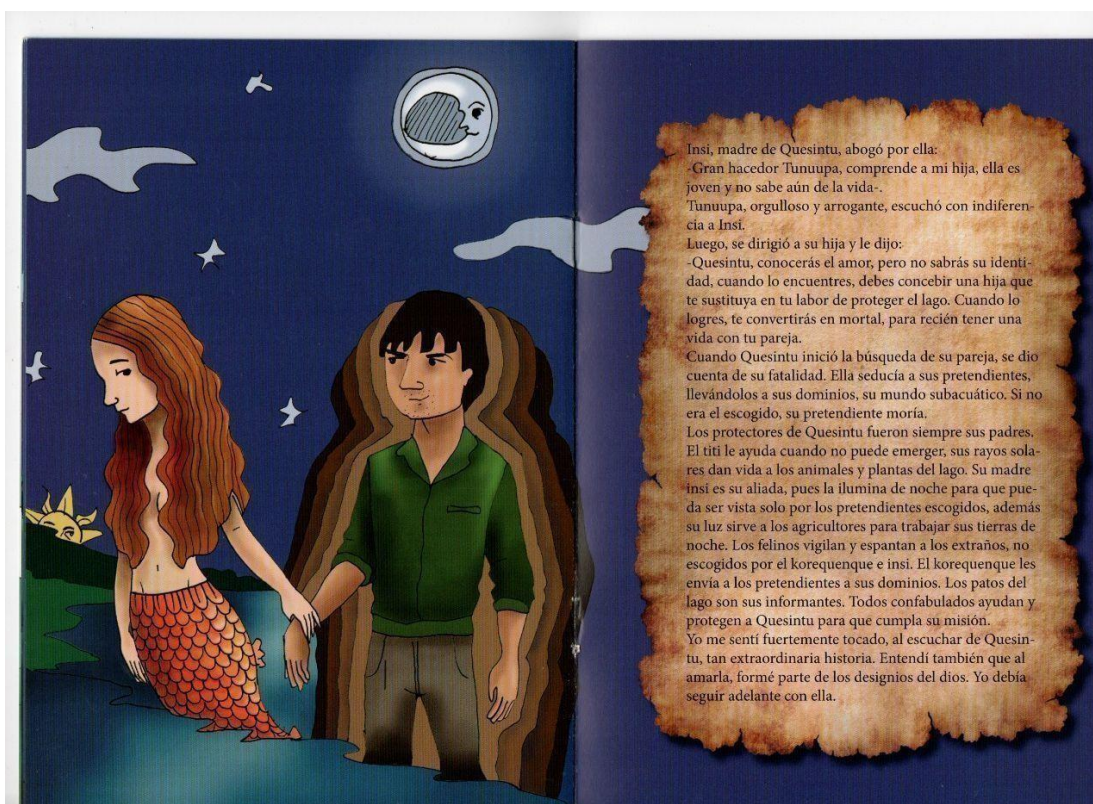 Insi, madre de Quesintu, abogó por ella:
-Gran hacedor Tunuupa, comprende a mi hija, ella es
joven y no sabe aún de la vida-.
Tunuupa, orgulloso y arrogante, escuchó con indiferen-
cia a Insi.
Luego, se dirigió a su hija y le dijo:
-Quesintu, conocerás el amor, pero no sabrás su identi-
dad, cuando lo encuentres, debes concebir una hija que
te sustituya en tu labor de proteger el lago. Cuando lo
logres, te convertirás en mortal, para recién tener una
vida con tu pareja.
Cuando Quesintu inició la búsqueda de su pareja, se dio
cuenta de su fatalidad. Ella seducía a sus pretendientes,
llevándolos a sus dominios, su mundo subacuático. Si no
era el escogido, su pretendiente moría.
Los protectores de Quesintu fueron siempre sus padres.
El titi le ayuda cuando no puede emerger, sus rayos sola-
res dan vida a los animales y plantas del lago. Su madre
insi es su aliada, pues la ilumina de noche para que pue-
da ser vista solo por los pretendientes escogidos, además
su luz sirve a los agricultores para trabajar sus tierras de
noche. Los felinos vigilan y espantan a los extraños, no
escogidos por el korequenque e insi. El korequenque les
envía a los pretendientes a sus dominios. Los patos del
lago son sus informantes. Todos confabulados ayudan y
protegen a Quesintu para que cumpla su misión.
Yo me sentí fuertemente tocado, al escuchar de Quesin-
tu, tan extraordinaria historia. Entendí también que al
amarla, formé parte de los designios del dios. Yo debía
seguir adelante con ella.